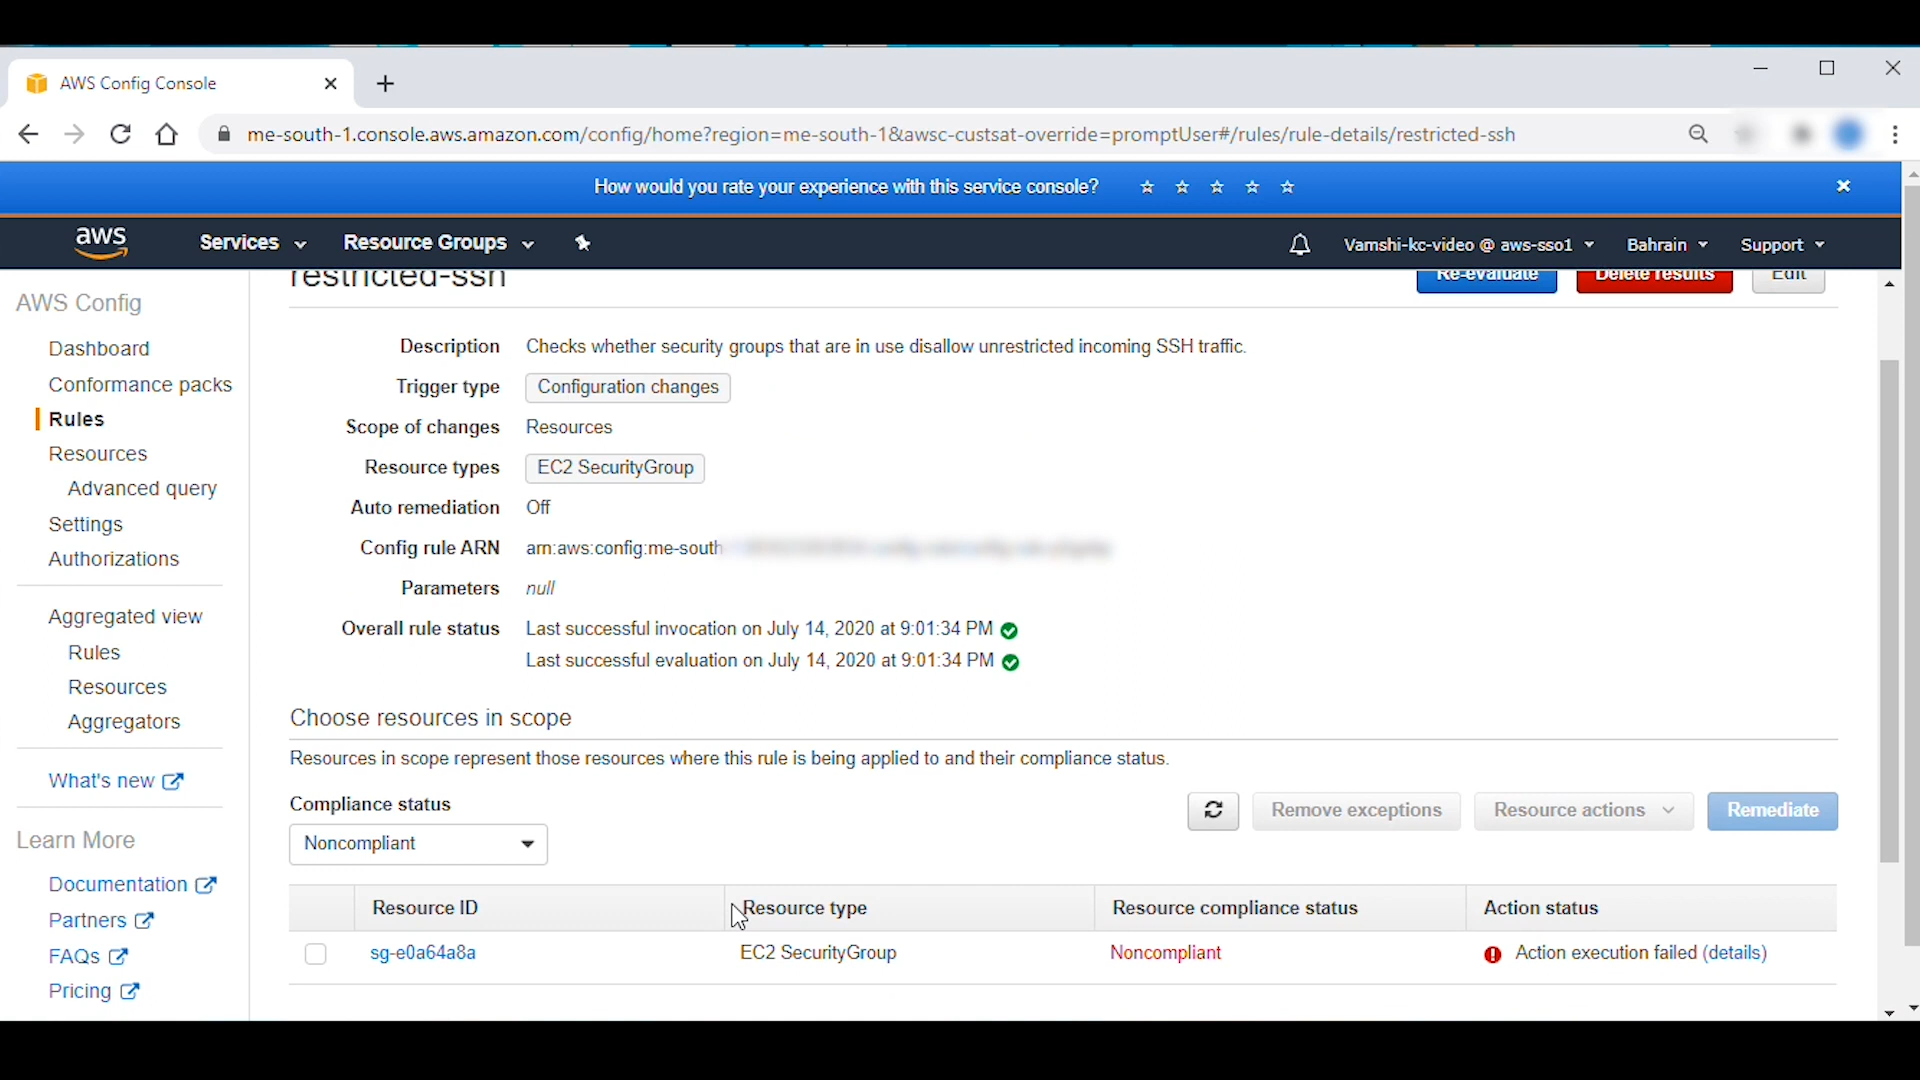 AWS Config Console
me-south-1.console.aws.amazon.com/config/home?region=me-south-1&awsc-custsat-override=promptUser#/rules/rule-details/restricted-ssh
How would you rate your experience with this service console?
aws
Services
Resource Groups
Vamshi-kc-video @ aws-sso1
Bahrain
Support
restricted-ssh
Re-evaluate
Delete results
Edit
AWS Config
Dashboard
Conformance packs
Rules
Resources
Advanced query
Settings
Authorizations
Aggregated view
Rules
Resources
Aggregators
What's new
Learn More
Documentation
Partners
FAQs
Pricing
Description Checks whether security groups that are in use disallow unrestricted incoming SSH traffic.
Trigger type Configuration changes
Scope of changes Resources
Resource types EC2 SecurityGroup
Auto remediation Off
Config rule ARN arn:aws:config:me-south
Parameters null
Overall rule status Last successful invocation on July 14, 2020 at 9:01:34 PM
Last successful evaluation on July 14, 2020 at 9:01:34 PM
Choose resources in scope
Resources in scope represent those resources where this rule is being applied to and their compliance status.
Compliance status
Noncompliant
Remove exceptions
Resource actions
Remediate
Resource ID Resource type Resource compliance status Action status
sg-e0a64a8a EC2 SecurityGroup Noncompliant Action execution failed (details)